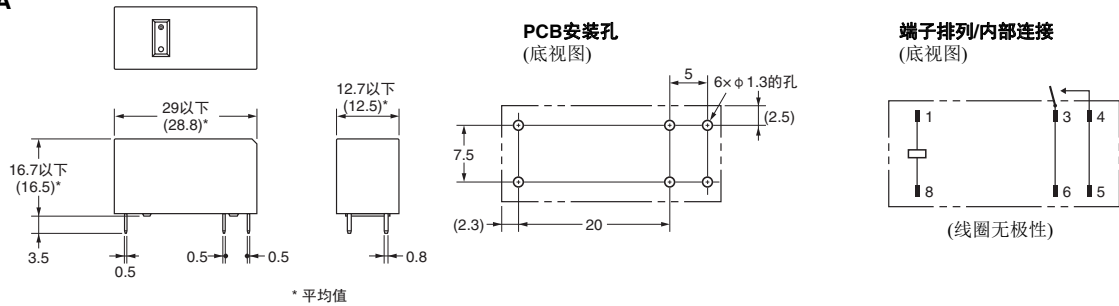 A
29以下
(28.8)*
16.7以下
(16.5)*
3.5
0.5
0.5
0.5
12.7以下
(12.5)*
0.8
* 平均值
PCB安装孔
(底视图)
5
6×φ1.3的孔
(2.5)
7.5
(2.3)
20
端子排列/内部连接
(底视图)
1
3
4
8
6
5
(线圈无极性)